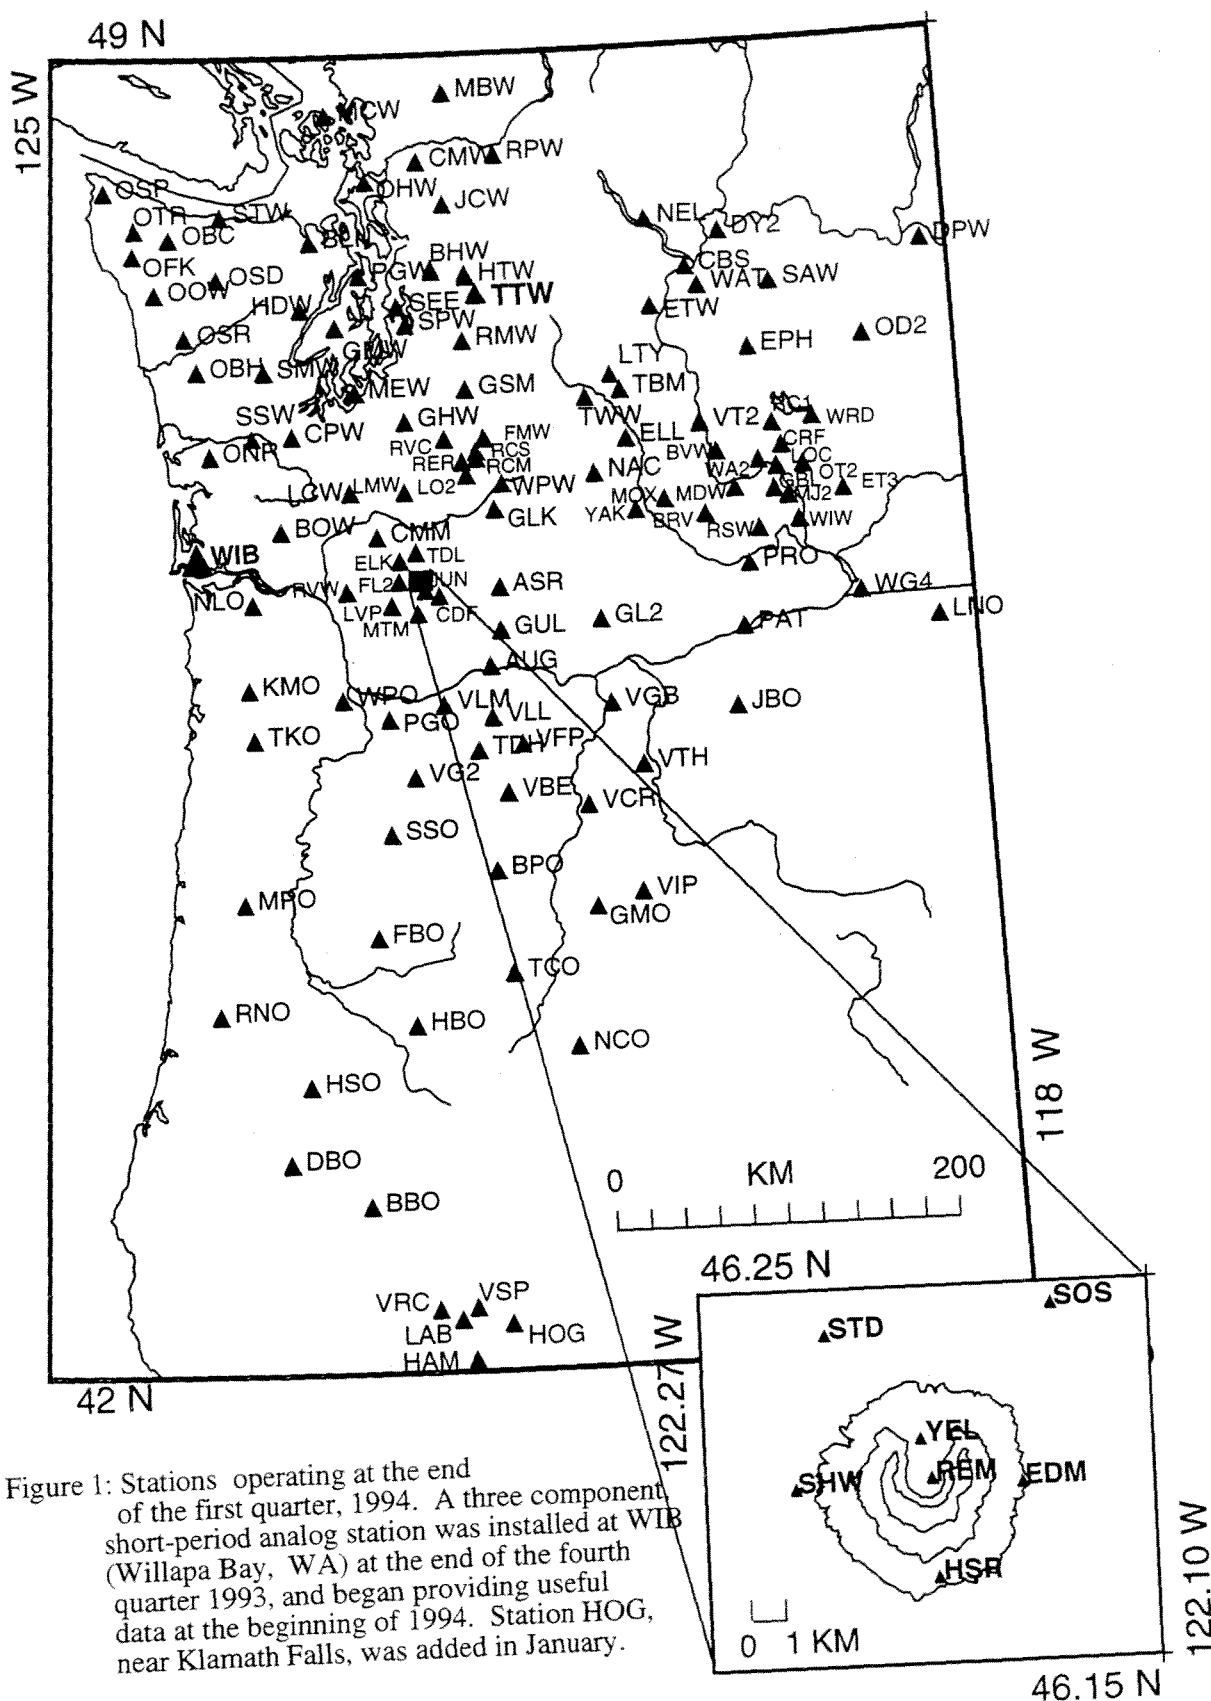 49 N
125 W
MBW
MCW
CMW
RPW
OHW
JCW
OSP
STW
NEL
OTR
OBC
BLN
DY2
DPW
OFK
BHW
CBS
OSD
PGW
HTW
WAT
SAW
OOW
TTW
HDW
SEE
ETW
SPW
OD2
OSR
GMW
RMW
EPH
LTY
OBH
SMW
MEW
GSM
TBM
RC1
WRD
SSW
GHW
TWW
VT2
CPW
FMW
ELL
CRF
RVC
RCS
BVW
LOC
ONR
RER
RCM
NAC
WA2
OT2
LCW
LMW
LO2
WPW
GBL
ET3
MOX
MDW
MJ2
GLK
YAK
BRV
RSW
WIW
BOW
CMM
WIB
TDL
PRO
ELK
RVW
FL2
JUN
ASR
WG4
NLO
LVP
CDF
GL2
LNO
MTM
GUL
PAT
AUG
KMO
WPO
VLM
VGB
JBO
PGO
VLL
TKO
TDH
VFP
VTH
VG2
VBE
VCR
SSO
BPO
MPO
VIP
GMO
FBO
TCO
RNO
HBO
NCO
HSO
118 W
DBO
0 KM 200
BBO
46.25 N
VRC
VSP
SOS
LAB
HOG
STD
HAM
42 N
122.27 W
YEL
SHW
REM
EDM
HSR
0 1 KM
122.10 W
46.15 N
Figure 1: Stations operating at the end
of the first quarter, 1994. A three component,
short-period analog station was installed at WIB
(Willapa Bay, WA) at the end of the fourth
quarter 1993, and began providing useful
data at the beginning of 1994. Station HOG,
near Klamath Falls, was added in January.